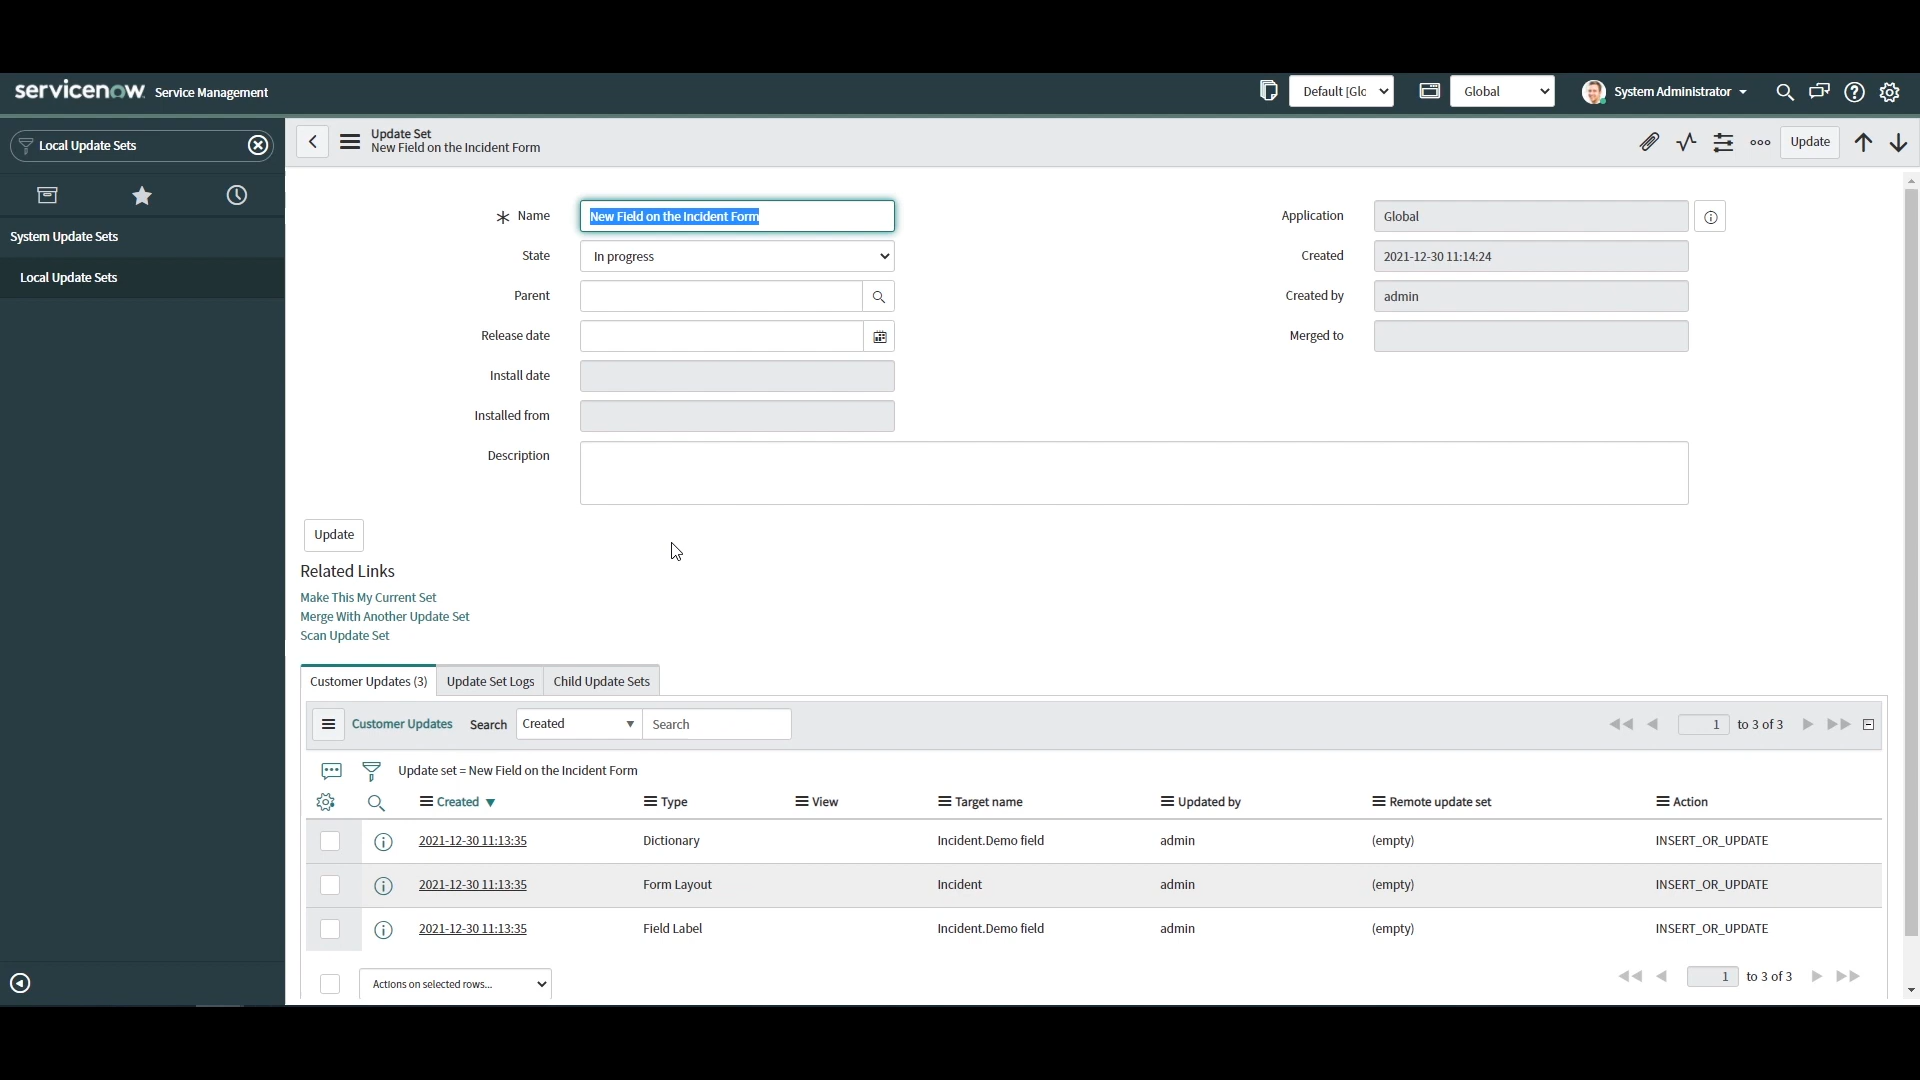 servicenow Service Management
Default [Glc
Global
System Administrator
Local Update Sets
System Update Sets
Local Update Sets
Update Set
New Field on the Incident Form
Update
Name
New Field on the Incident Form
State
In progress
Parent
Release date
Install date
Installed from
Description
Application
Global
Created
2021-12-30 11:14:24
Created by
admin
Merged to
Update
Related Links
Make This My Current Set
Merge With Another Update Set
Scan Update Set
Customer Updates (3)
Update Set Logs
Child Update Sets
Customer Updates
Search
Created
Search
1 to 3 of 3
Update set = New Field on the Incident Form
Created Type View Target name Updated by Remote update set Action
2021-12-30 11:13:35 Dictionary Incident.Demo field admin (empty) INSERT_OR_UPDATE
2021-12-30 11:13:35 Form Layout Incident admin (empty) INSERT_OR_UPDATE
2021-12-30 11:13:35 Field Label Incident.Demo field admin (empty) INSERT_OR_UPDATE
Actions on selected rows...
1 to 3 of 3